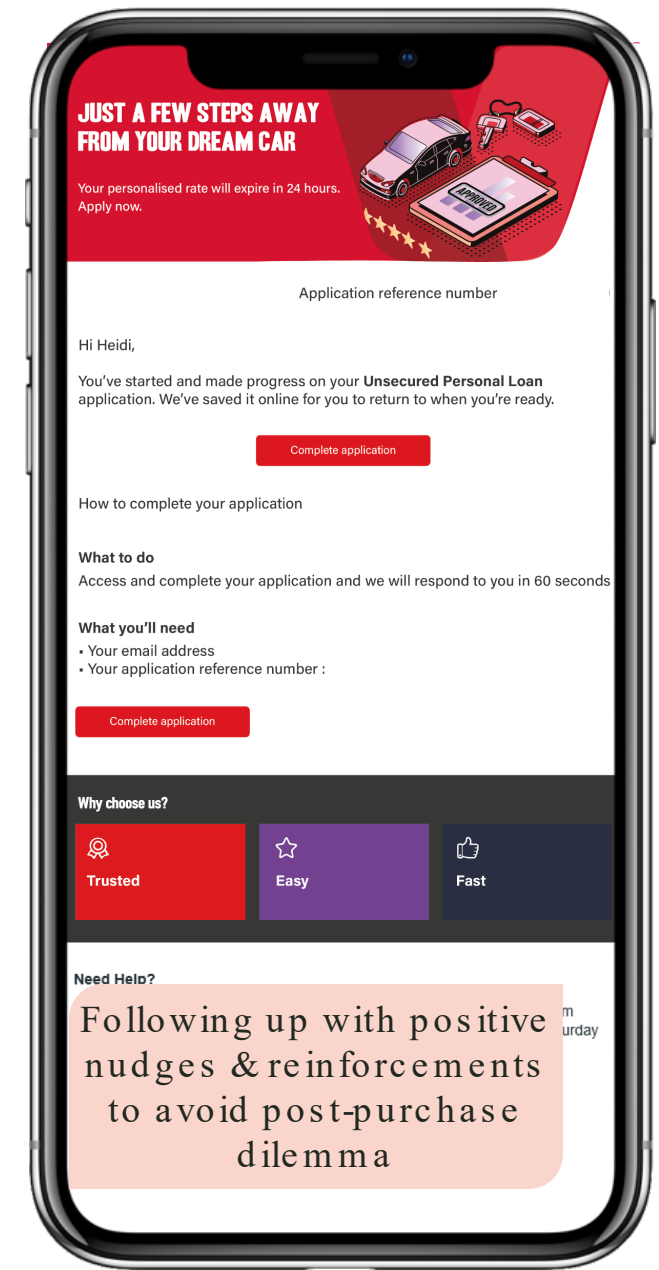 JUST A FEW STEPS AWAY
FROM YOUR DREAM CAR
Your personalised rate will expire in 24 hours.
Apply now.
APPROVED
Application reference number
Hi Heidi,
You’ve started and made progress on your Unsecured Personal Loan
application. We’ve saved it online for you to return to when you’re ready.
Complete application
How to complete your application
What to do
Access and complete your application and we will respond to you in 60 seconds
What you’ll need
▪ Your email address
▪ Your application reference number :
Complete application
Why choose us?
Trusted
Easy
Fast
Need Help?
Following up with positive
nudges & reinforcements
to avoid post-purchase
dilemma